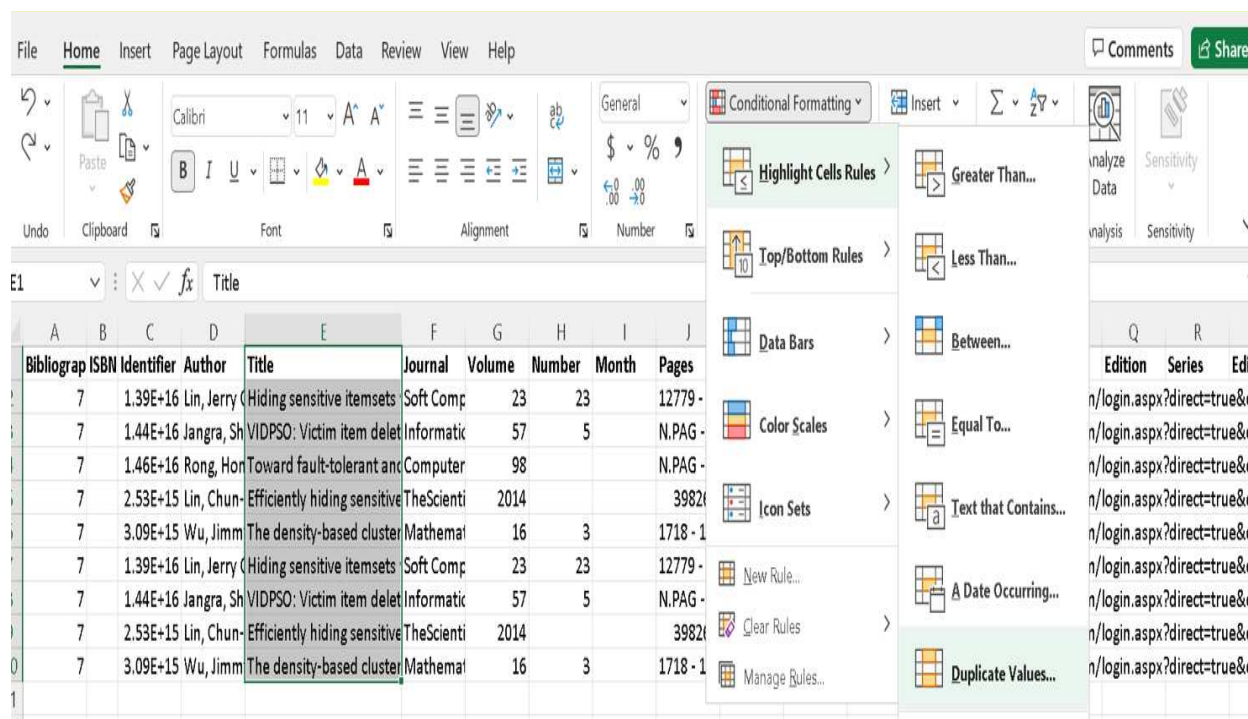 File Home Insert Page Layout Formulas Data Review View Help Comments Share
Calibri 11 General Conditional Formatting Insert
Paste
B I U $ % 9
Analyze Data Sensitivity
Undo Clipboard Font Alignment Number Sensitivity
E1 fx Title
Highlight Cells Rules
Top/Bottom Rules
Data Bars
Color Scales
Icon Sets
New Rule...
Clear Rules
Manage Rules...
Greater Than...
Less Than...
Between...
Equal To...
Text that Contains...
A Date Occurring...
Duplicate Values...
A B C D E F G H I J Q R
Bibliograp ISBN Identifier Author Title Journal Volume Number Month Pages Edition Series Edi
7 1.39E+16 Lin, Jerry C Hiding sensitive itemsets Soft Comp 23 23 12779 - n/login.aspx?direct=true&
7 1.44E+16 Jangra, Sh VIDPSO: Victim item delet Informatic 57 5 N.PAG - n/login.aspx?direct=true&
7 1.46E+16 Rong, Hon Toward fault-tolerant and Computer 98 N.PAG - n/login.aspx?direct=true&
7 2.53E+15 Lin, Chun- Efficiently hiding sensitive TheScienti 2014 39826 n/login.aspx?direct=true&
7 3.09E+15 Wu, Jimm The density-based cluster Mathemat 16 3 1718 - 1 n/login.aspx?direct=true&
7 1.39E+16 Lin, Jerry C Hiding sensitive itemsets Soft Comp 23 23 12779 - n/login.aspx?direct=true&
7 1.44E+16 Jangra, Sh VIDPSO: Victim item delet Informatic 57 5 N.PAG - n/login.aspx?direct=true&
7 2.53E+15 Lin, Chun- Efficiently hiding sensitive TheScienti 2014 39826 n/login.aspx?direct=true&
7 3.09E+15 Wu, Jimm The density-based cluster Mathemat 16 3 1718 - 1 n/login.aspx?direct=true&